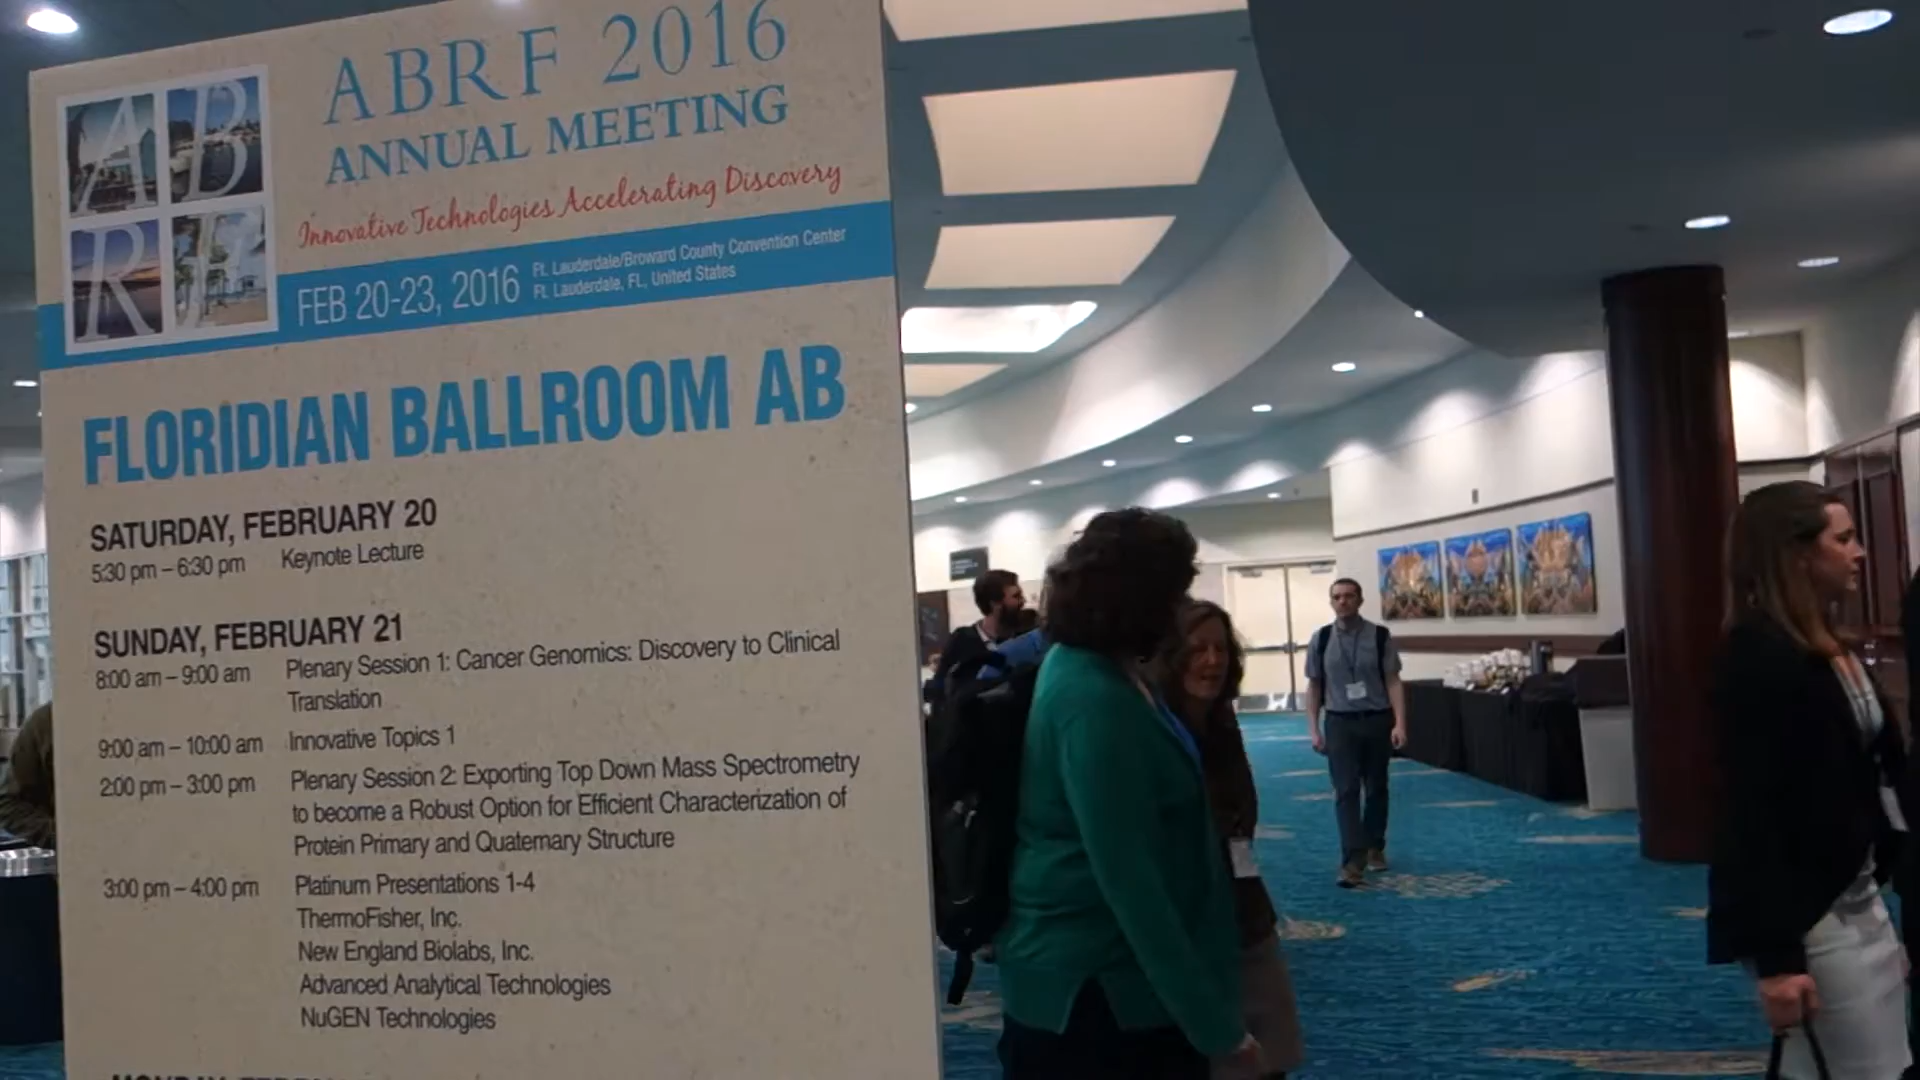 A B
R F
ABRF 2016
ANNUAL MEETING
Innovative Technologies Accelerating Discovery
FEB 20-23, 2016
Ft. Lauderdale/Broward County Convention Center
Ft. Lauderdale, FL, United States
FLORIDIAN BALLROOM AB
SATURDAY, FEBRUARY 20
5:30 pm – 6:30 pm Keynote Lecture
SUNDAY, FEBRUARY 21
8:00 am – 9:00 am Plenary Session 1: Cancer Genomics: Discovery to Clinical
Translation
9:00 am – 10:00 am Innovative Topics 1
2:00 pm – 3:00 pm Plenary Session 2: Exporting Top Down Mass Spectrometry
to become a Robust Option for Efficient Characterization of
Protein Primary and Quaternary Structure
3:00 pm – 4:00 pm Platinum Presentations 1-4
ThermoFisher, Inc.
New England Biolabs, Inc.
Advanced Analytical Technologies
NuGEN Technologies